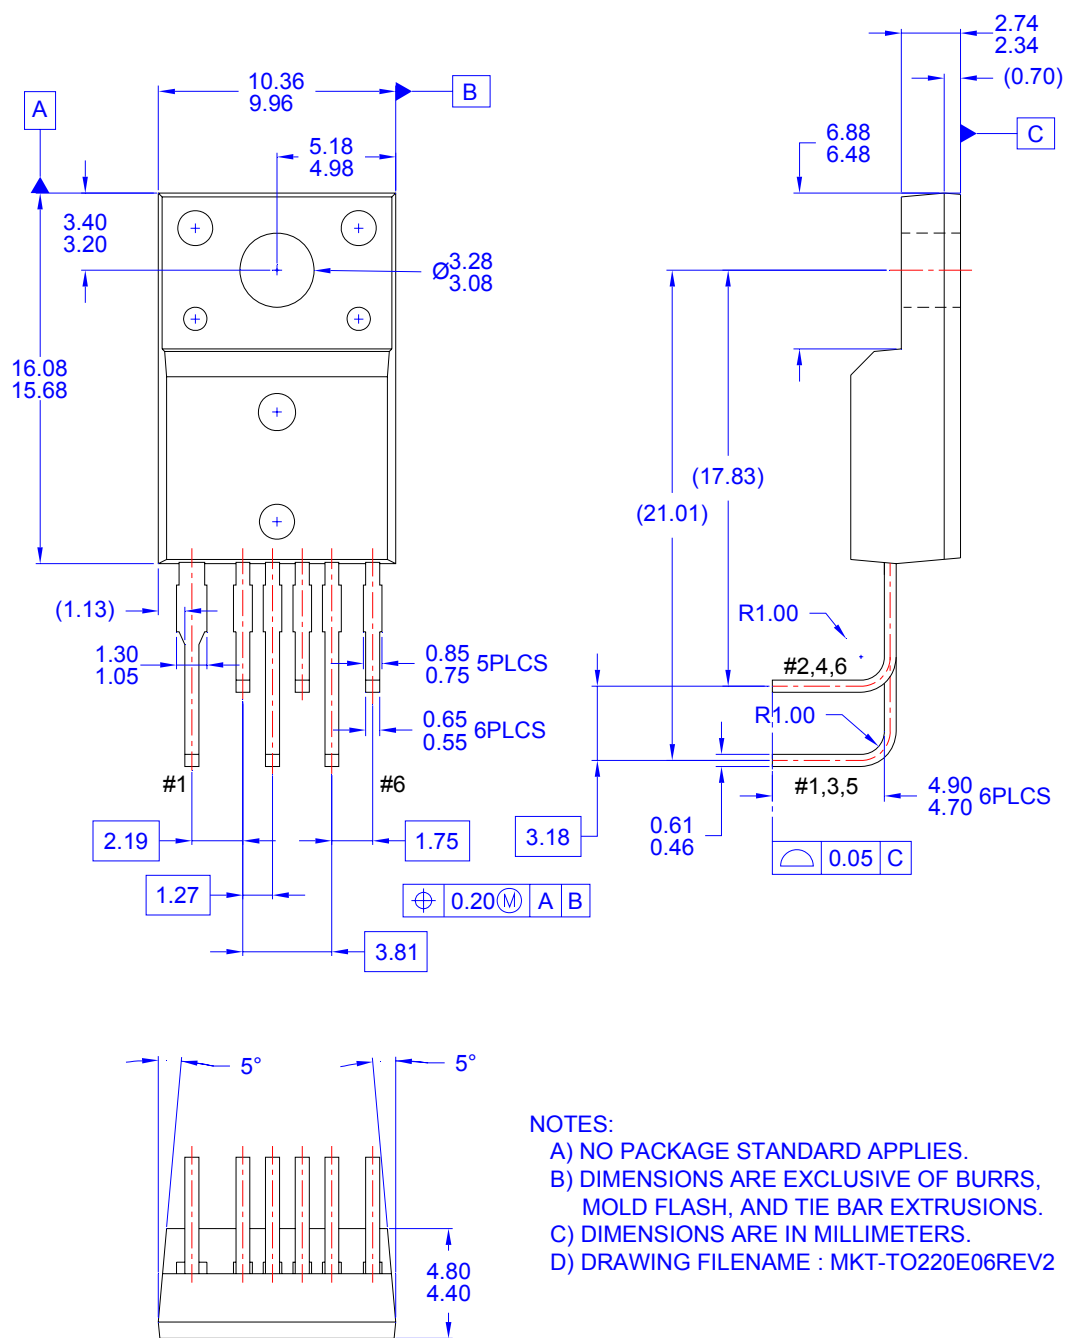 2.74
2.34
(0.70)
10.36
9.96
B
A
5.18
4.98
6.88
6.48
C
3.40
3.20
Ø3.28
3.08
16.08
15.68
(17.83)
(21.01)
(1.13)
R1.00
1.30
1.05
0.85
0.75 5PLCS
#2,4,6
0.65
0.55 6PLCS
R1.00
#1
#6
#1,3,5
4.90
4.70 6PLCS
2.19
1.75
3.18
0.61
0.46
0.05 C
1.27
0.20Ⓜ A B
3.81
5°
5°
4.80
4.40
NOTES:
A) NO PACKAGE STANDARD APPLIES.
B) DIMENSIONS ARE EXCLUSIVE OF BURRS,
MOLD FLASH, AND TIE BAR EXTRUSIONS.
C) DIMENSIONS ARE IN MILLIMETERS.
D) DRAWING FILENAME : MKT-TO220E06REV2